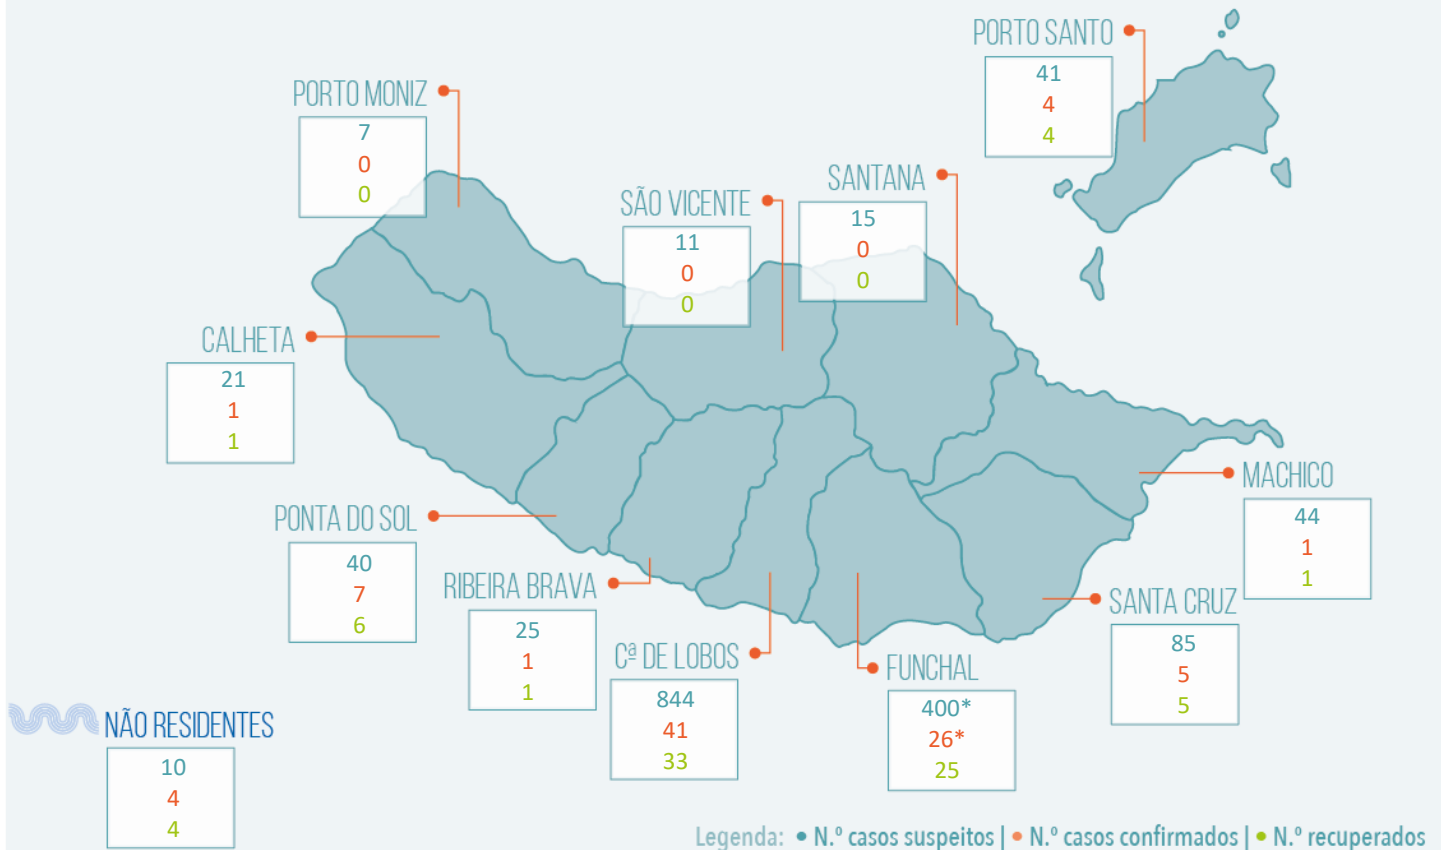 PORTO SANTO
41
4
4
PORTO MONIZ
7
0
0
SANTANA
15
0
0
SÃO VICENTE
11
0
0
CALHETA
21
1
1
MACHICO
44
1
1
PONTA DO SOL
40
7
6
RIBEIRA BRAVA
25
1
1
SANTA CRUZ
85
5
5
Cª DE LOBOS
844
41
33
FUNCHAL
400*
26*
25
NÃO RESIDENTES
10
4
4
Legenda: • N.º casos suspeitos | • N.º casos confirmados | • N.º recuperados